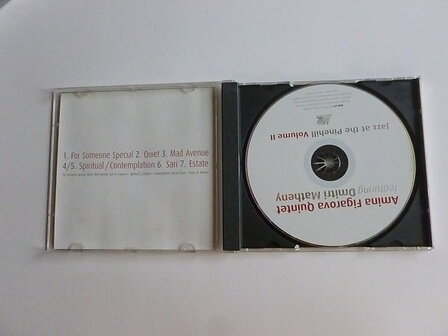 1. For Someone Special 2. Quiet 3. Mad Avenue
4/5. Spiritual/Contemplation 6. Sari 7. Estate
Amina Figarova Quintet
featuring Dmitri Matheny
Jazz at the Pinehill Volume II